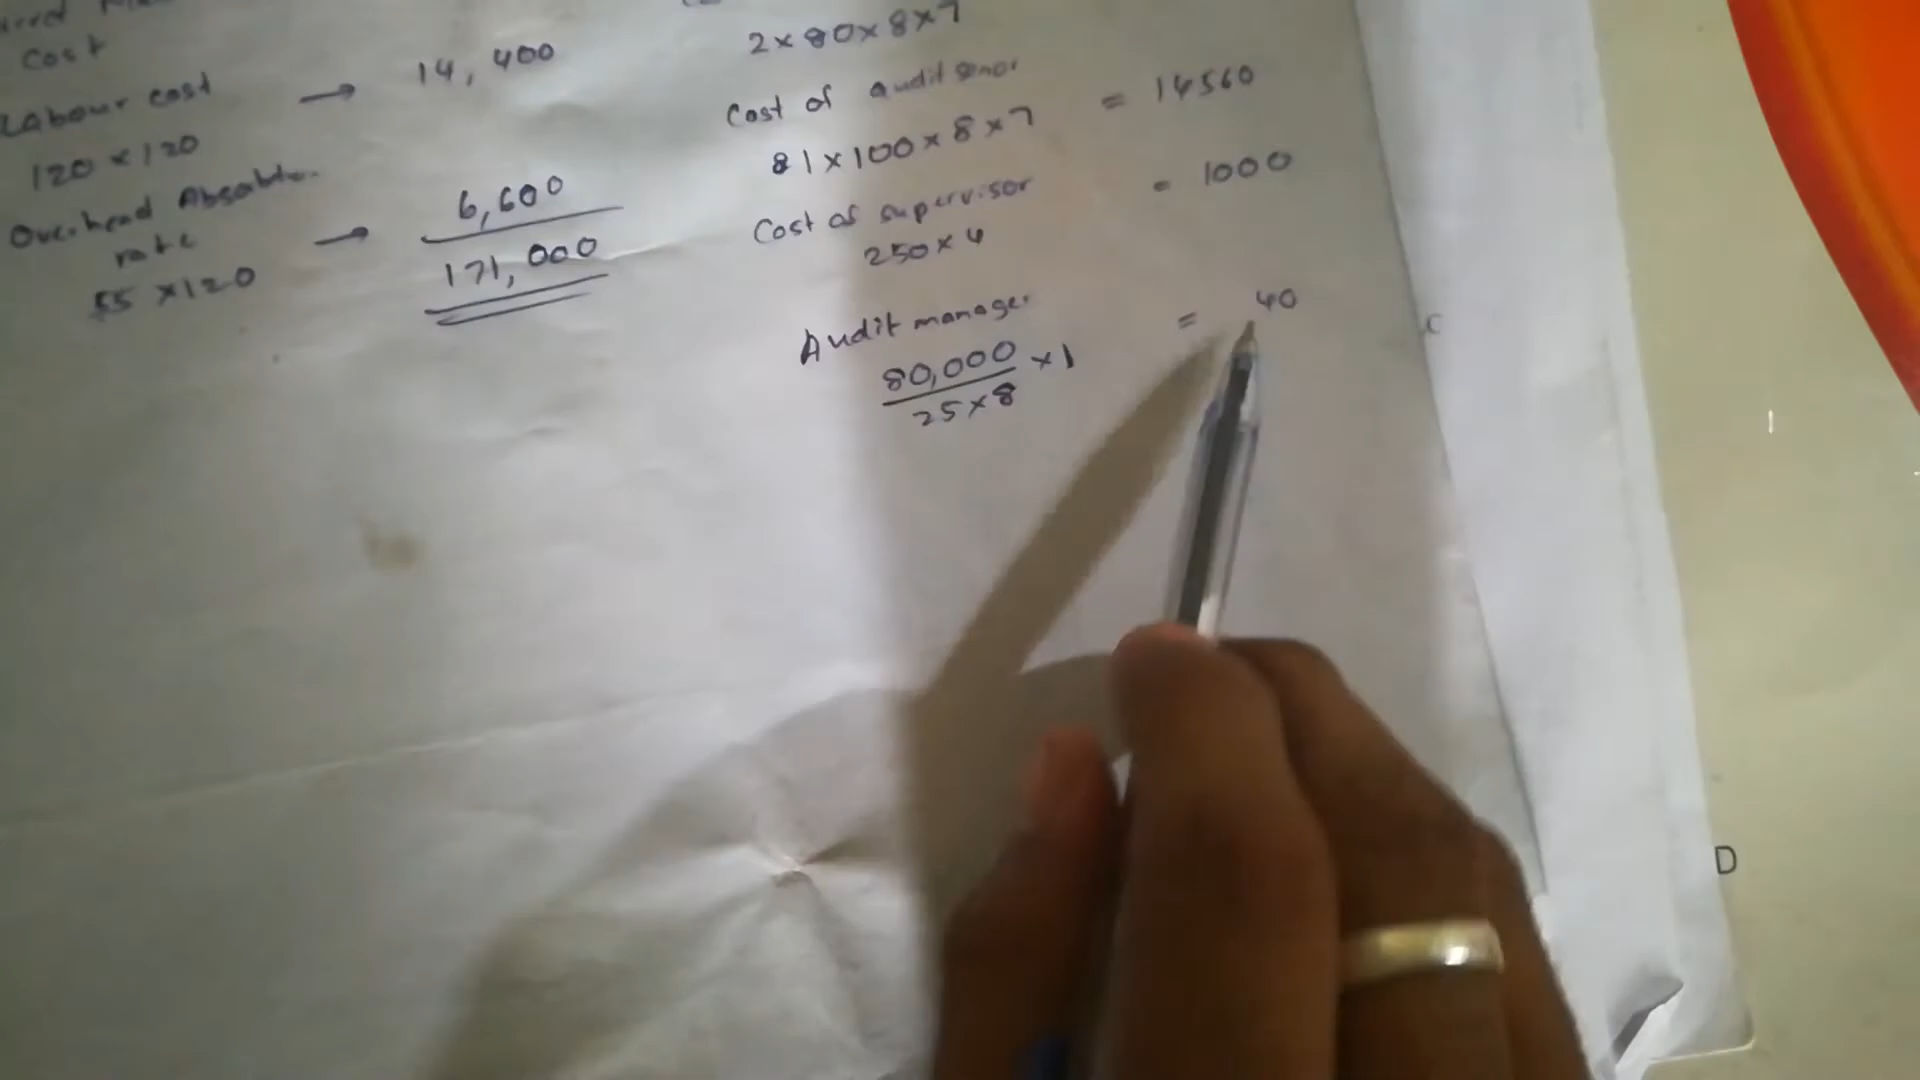 Cost
Labour cost → 14,400
120 × 120
Overhead Absabtn.
rate → 6,600
55 × 120
171,000
2 × 80 × 8 × 7
Cost of audit senor
81 × 100 × 8 × 7 = 14560
Cost of supervisor = 1000
250 × 4
Audit manager = 40
80,000 × 1
25 × 8
D